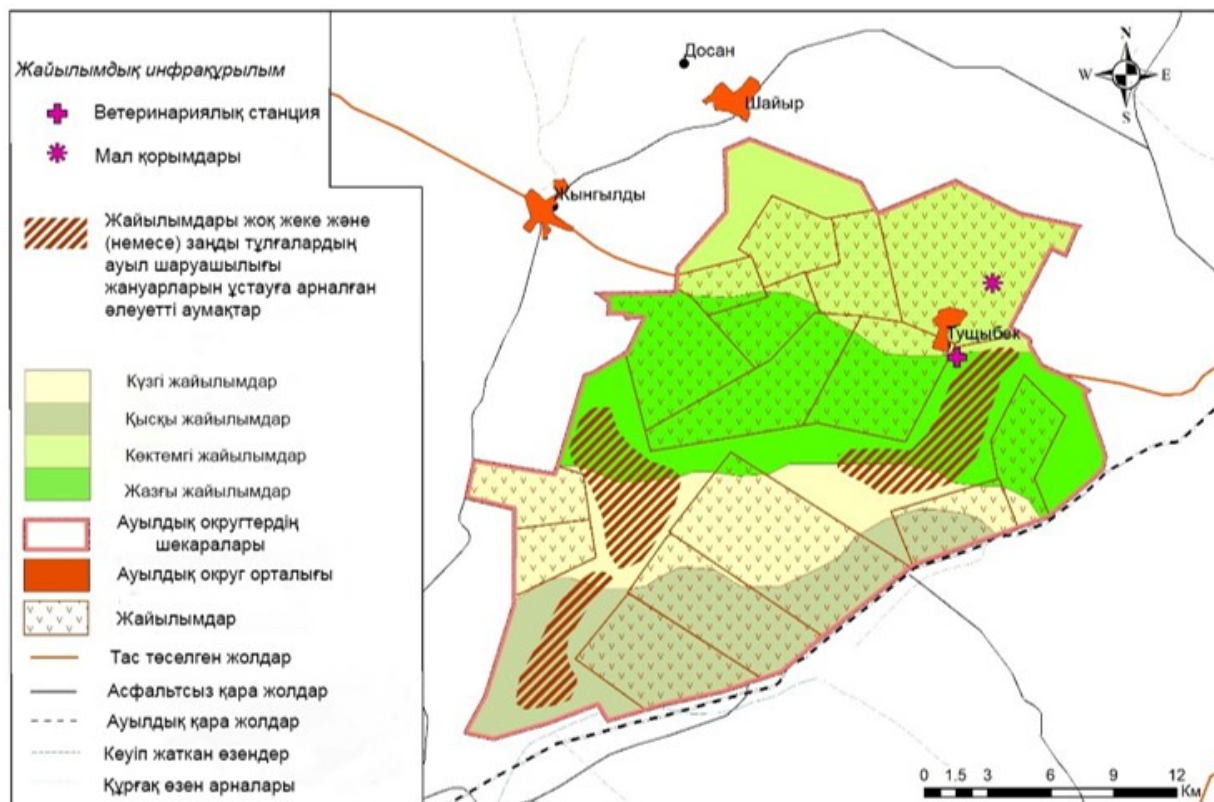 Жайылымдық инфрақұрылым
Ветеринариялық станция
Мал қорымдары
Жайылымдары жоқ жеке және
(немесе) заңды тұлғалардың
ауыл шаруашылығы
жануарларын ұстауға арналған
әлеуетті аумақтар
Күзгі жайылымдар
Қысқы жайылымдар
Көктемгі жайылымдар
Жазғы жайылымдар
Ауылдық округтердің
шекаралары
Ауылдық округ орталығы
Жайылымдар
Тас төселген жолдар
Асфальтсыз қара жолдар
Ауылдық қара жолдар
Кеуіп жаткан өзендер
Құрғақ өзен арналары
Досан
Шайыр
Жынғылды
Тущыбек
N
W E
S
0 1.5 3 6 9 12
Км